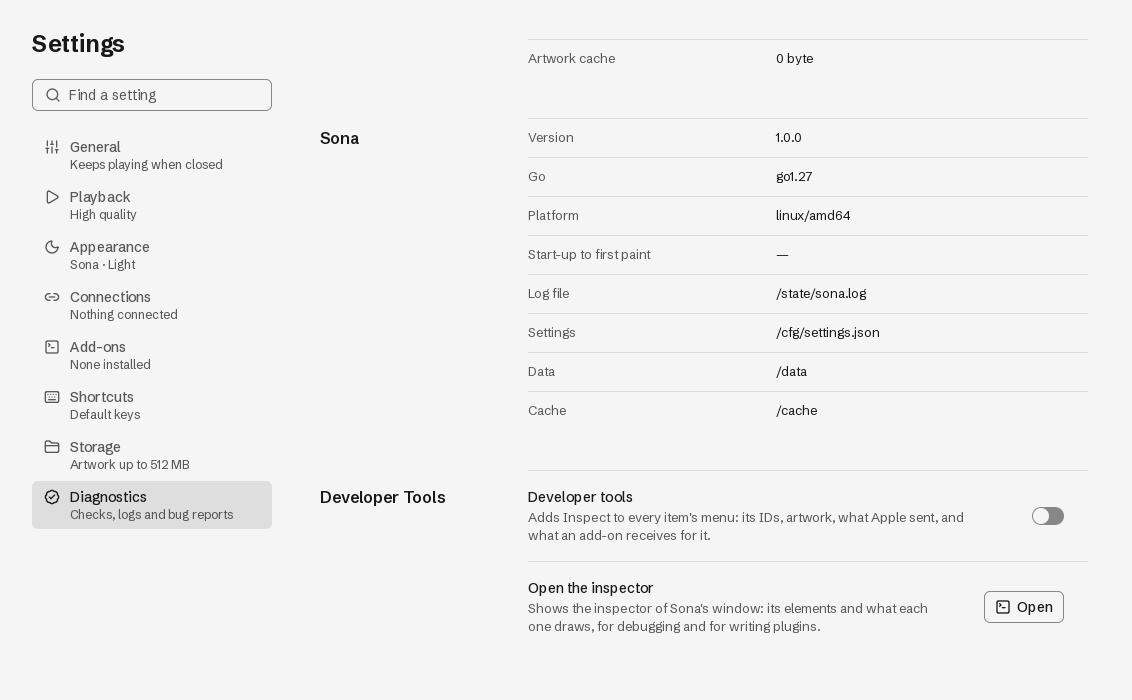 Settings
Find a setting
General
Keeps playing when closed
Playback
High quality
Appearance
Sona · Light
Connections
Nothing connected
Add-ons
None installed
Shortcuts
Default keys
Storage
Artwork up to 512 MB
Diagnostics
Checks, logs and bug reports
Artwork cache 0 byte
Sona
Version 1.0.0
Go go1.27
Platform linux/amd64
Start-up to first paint —
Log file /state/sona.log
Settings /cfg/settings.json
Data /data
Cache /cache
Developer Tools
Developer tools
Adds Inspect to every item's menu: its IDs, artwork, what Apple sent, and
what an add-on receives for it.
Open the inspector
Shows the inspector of Sona's window: its elements and what each
one draws, for debugging and for writing plugins.
Open